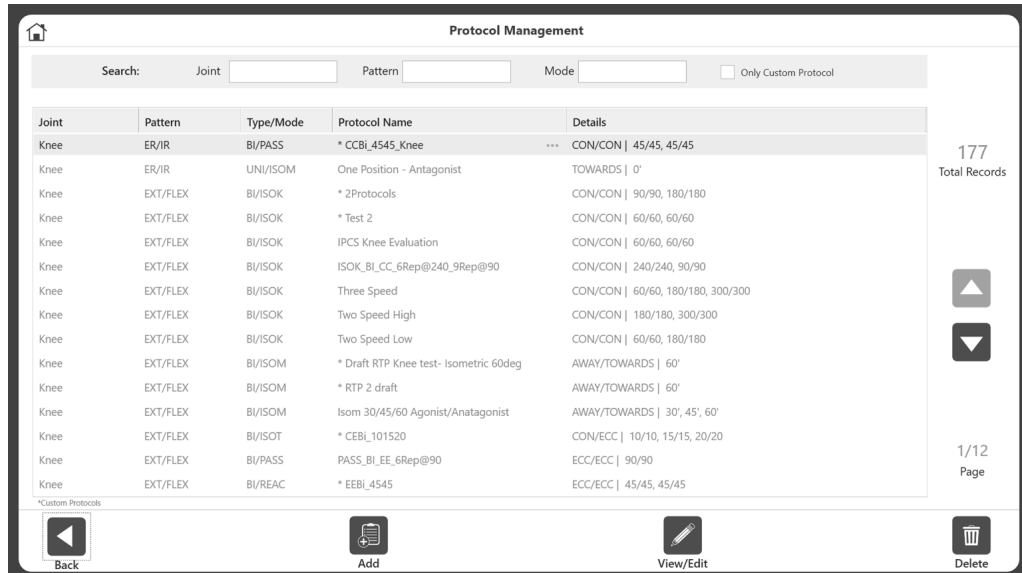 Protocol Management
Search: Joint Pattern Mode Only Custom Protocol
Joint Pattern Type/Mode Protocol Name Details
Knee ER/IR BI/PASS * CCBi_4545_Knee ••• CON/CON | 45/45, 45/45
Knee ER/IR UNI/ISOM One Position - Antagonist TOWARDS | 0'
Knee EXT/FLEX BI/ISOK * 2Protocols CON/CON | 90/90, 180/180
Knee EXT/FLEX BI/ISOK * Test 2 CON/CON | 60/60, 60/60
Knee EXT/FLEX BI/ISOK IPCS Knee Evaluation CON/CON | 60/60, 60/60
Knee EXT/FLEX BI/ISOK ISOK_BI_CC_6Rep@240_9Rep@90 CON/CON | 240/240, 90/90
Knee EXT/FLEX BI/ISOK Three Speed CON/CON | 60/60, 180/180, 300/300
Knee EXT/FLEX BI/ISOK Two Speed High CON/CON | 180/180, 300/300
Knee EXT/FLEX BI/ISOK Two Speed Low CON/CON | 60/60, 180/180
Knee EXT/FLEX BI/ISOM * Draft RTP Knee test- Isometric 60deg AWAY/TOWARDS | 60'
Knee EXT/FLEX BI/ISOM * RTP 2 draft AWAY/TOWARDS | 60'
Knee EXT/FLEX BI/ISOM Isom 30/45/60 Agonist/Anatagonist AWAY/TOWARDS | 30', 45', 60'
Knee EXT/FLEX BI/ISOT * CEBi_101520 CON/ECC | 10/10, 15/15, 20/20
Knee EXT/FLEX BI/PASS PASS_BI_EE_6Rep@90 ECC/ECC | 90/90
Knee EXT/FLEX BI/REAC * EEBi_4545 ECC/ECC | 45/45, 45/45
*Custom Protocols
177
Total Records
1/12
Page
Back Add View/Edit Delete